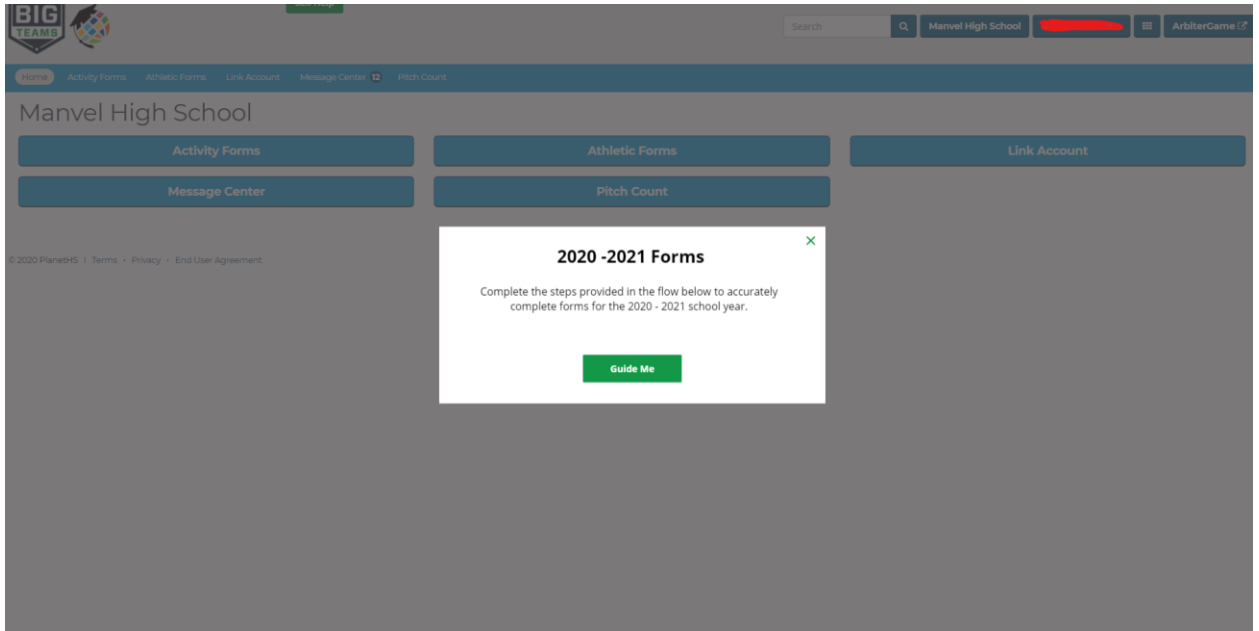 BIG
TEAMS
Self Help
Search
Manvel High School
ArbiterGame
Home Activity Forms Athletic Forms Link Account Message Center 12 Pitch Count
Manvel High School
Activity Forms Athletic Forms Link Account
Message Center Pitch Count
© 2020 PlanetHS | Terms • Privacy • End User Agreement
2020 -2021 Forms
Complete the steps provided in the flow below to accurately
complete forms for the 2020 - 2021 school year.
Guide Me